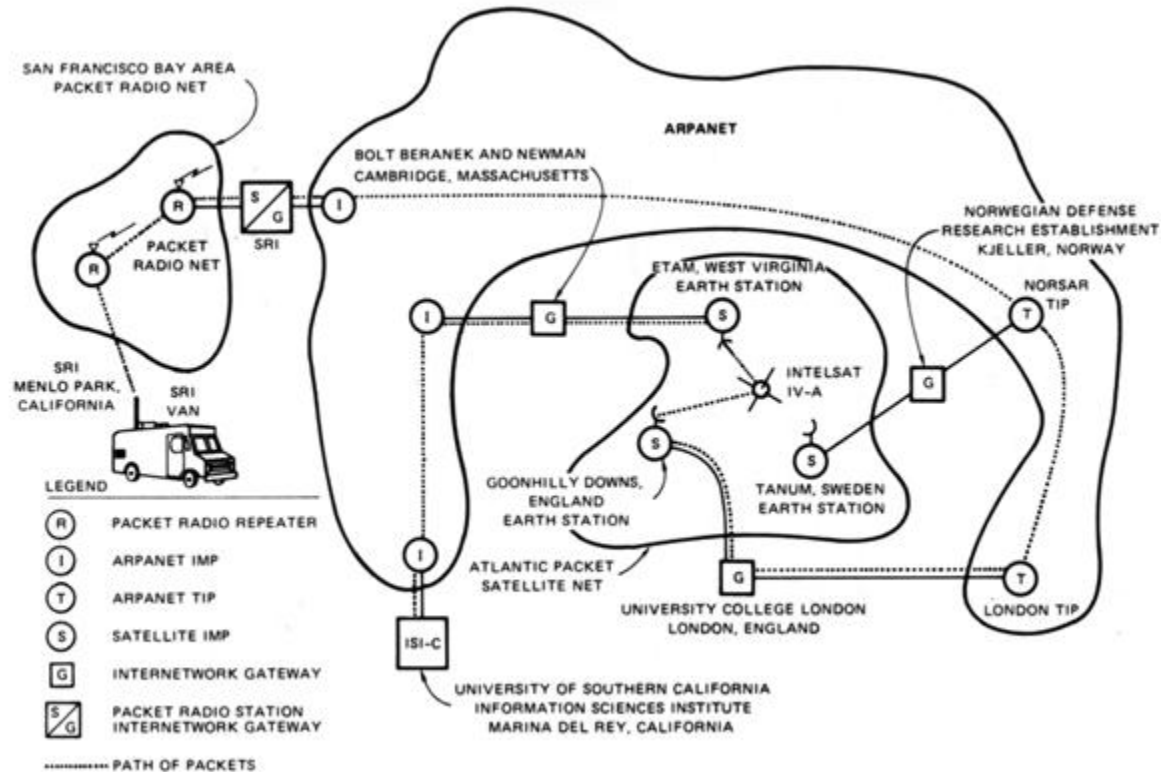 SAN FRANCISCO BAY AREA
PACKET RADIO NET
ARPANET
BOLT BERANEK AND NEWMAN
CAMBRIDGE, MASSACHUSETTS
R
S
G
I
SRI
PACKET
RADIO NET
R
NORWEGIAN DEFENSE
RESEARCH ESTABLISHMENT
KJELLER, NORWAY
ETAM, WEST VIRGINIA
EARTH STATION
NORSAR
TIP
I
G
S
T
SRI
MENLO PARK,
CALIFORNIA
SRI
VAN
INTELSAT
IV-A
G
S
S
GOONHILLY DOWNS,
ENGLAND
EARTH STATION
TANUM, SWEDEN
EARTH STATION
I
ATLANTIC PACKET
SATELLITE NET
G
T
UNIVERSITY COLLEGE LONDON
LONDON, ENGLAND
LONDON TIP
ISI-C
UNIVERSITY OF SOUTHERN CALIFORNIA
INFORMATION SCIENCES INSTITUTE
MARINA DEL REY, CALIFORNIA
LEGEND
R PACKET RADIO REPEATER
I ARPANET IMP
T ARPANET TIP
S SATELLITE IMP
G INTERNETWORK GATEWAY
S
G
PACKET RADIO STATION
INTERNETWORK GATEWAY
PATH OF PACKETS